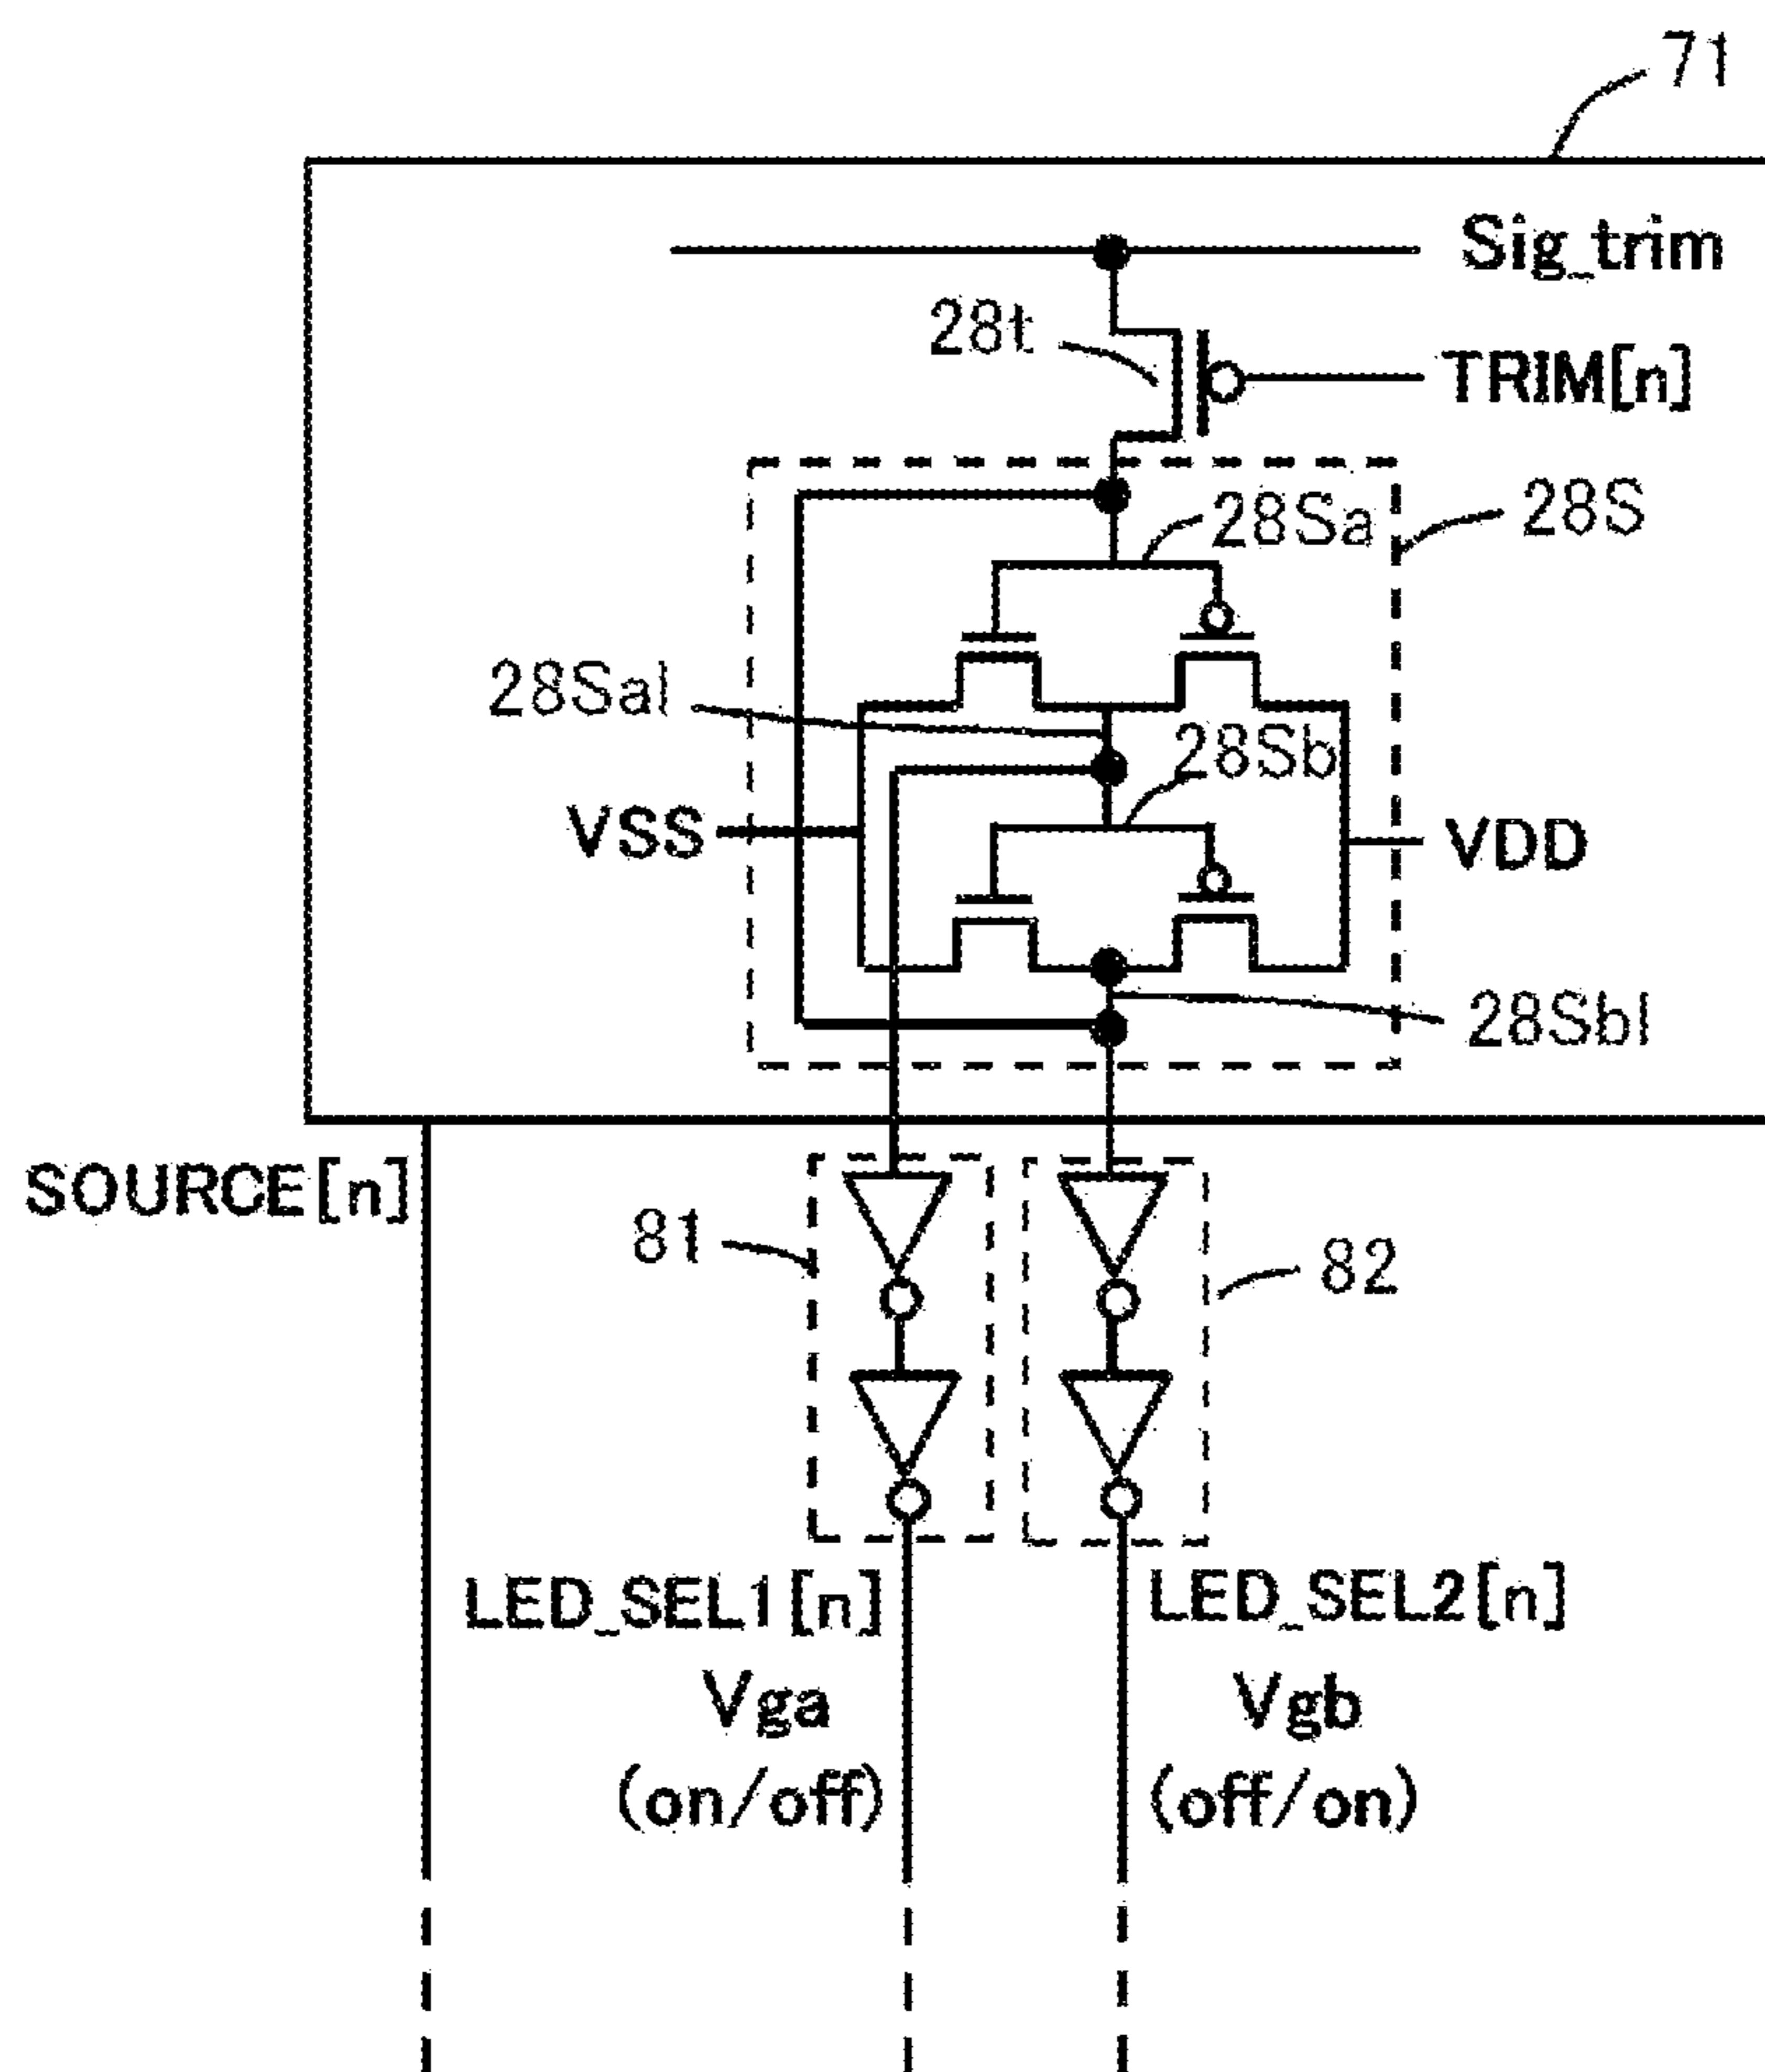 71
Sig_trim
28t
TRIM[n]
28Sa
28S
28Sal
28Sb
VSS
VDD
28Sbl
SOURCE[n]
81
82
LED_SEL1[n]
LED_SEL2[n]
Vga
Vgb
(on/off)
(off/on)